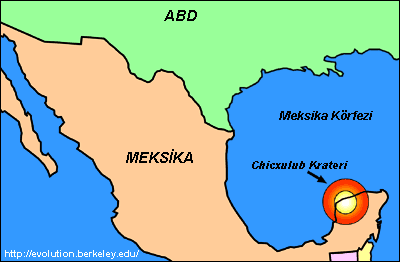 ABD
Meksika Körfezi
MEKSİKA
Chicxulub Krateri
http://evolution.berkeley.edu/